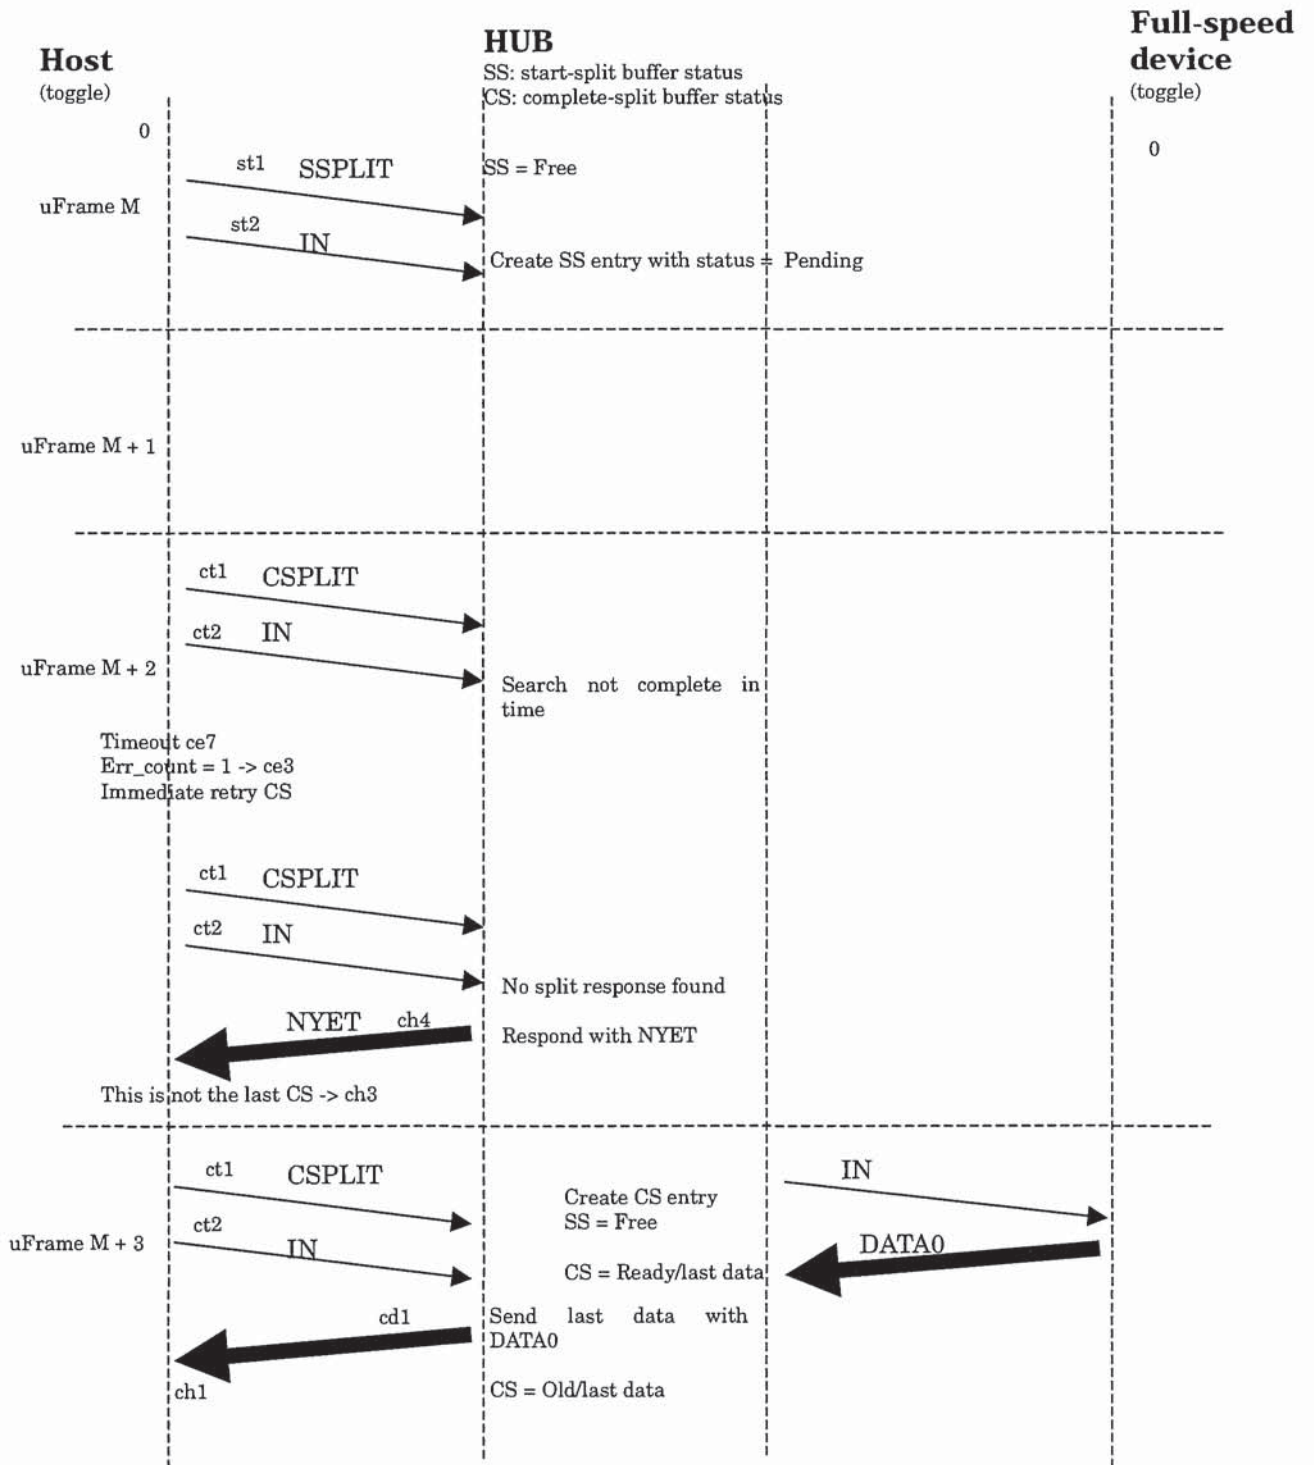 Full-speed
device
(toggle)
Host
(toggle)
HUB
SS: start-split buffer status
CS: complete-split buffer status
0
0
st1 SSPLIT
SS = Free
uFrame M
st2 IN
Create SS entry with status = Pending
uFrame M + 1
ct1 CSPLIT
ct2 IN
uFrame M + 2
Search not complete in
time
Timeout ce7
Err_count = 1 -> ce3
Immediate retry CS
ct1 CSPLIT
ct2 IN
No split response found
NYET ch4
Respond with NYET
This is not the last CS -> ch3
ct1 CSPLIT
IN
Create CS entry
SS = Free
ct2 IN
uFrame M + 3
DATA0
CS = Ready/last data
cd1
Send last data with
DATA0
ch1
CS = Old/last data